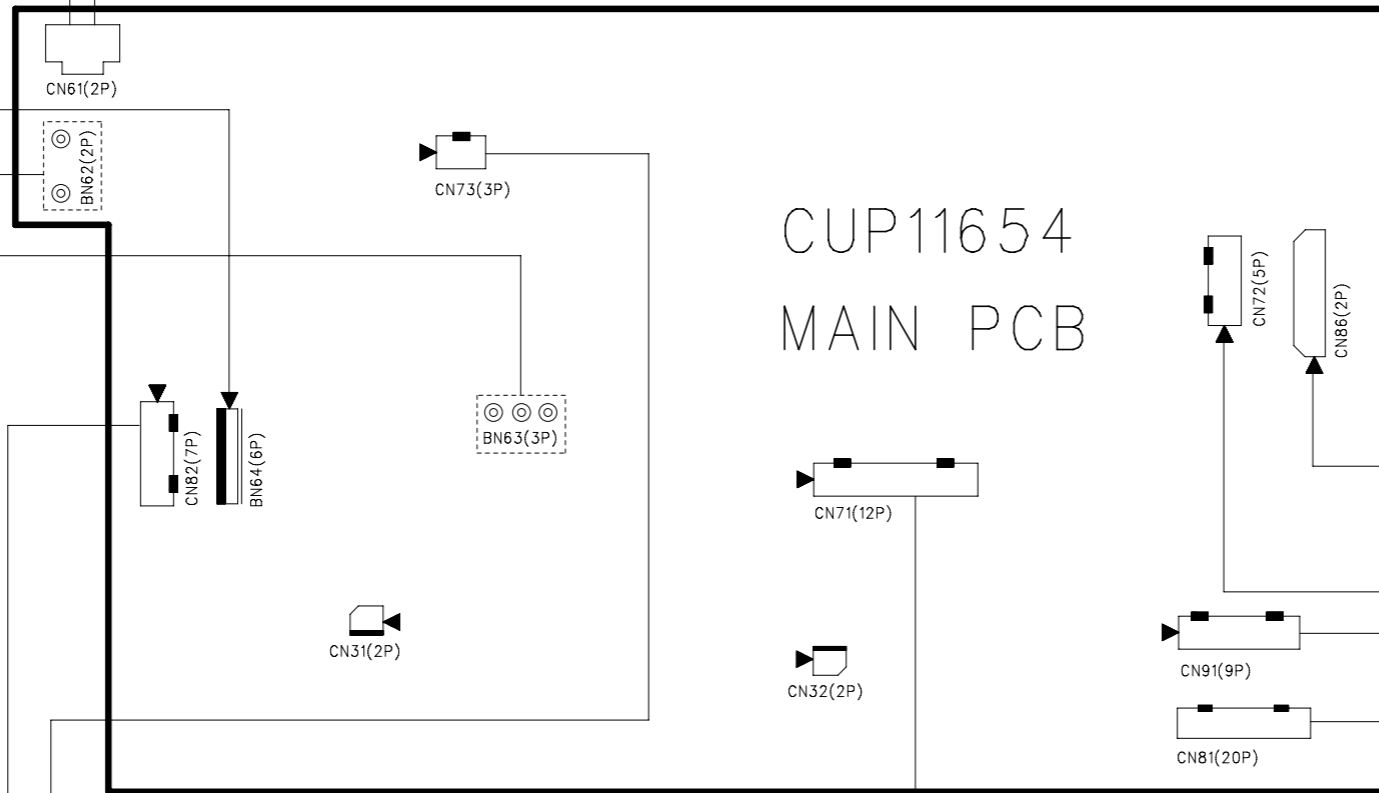 CN61(2P)
BN62(2P)
CN73(3P)
CUP11654
MAIN PCB
CN72(5P)
CN86(2P)
CN82(7P)
BN64(6P)
BN63(3P)
CN71(12P)
CN31(2P)
CN32(2P)
CN91(9P)
CN81(20P)